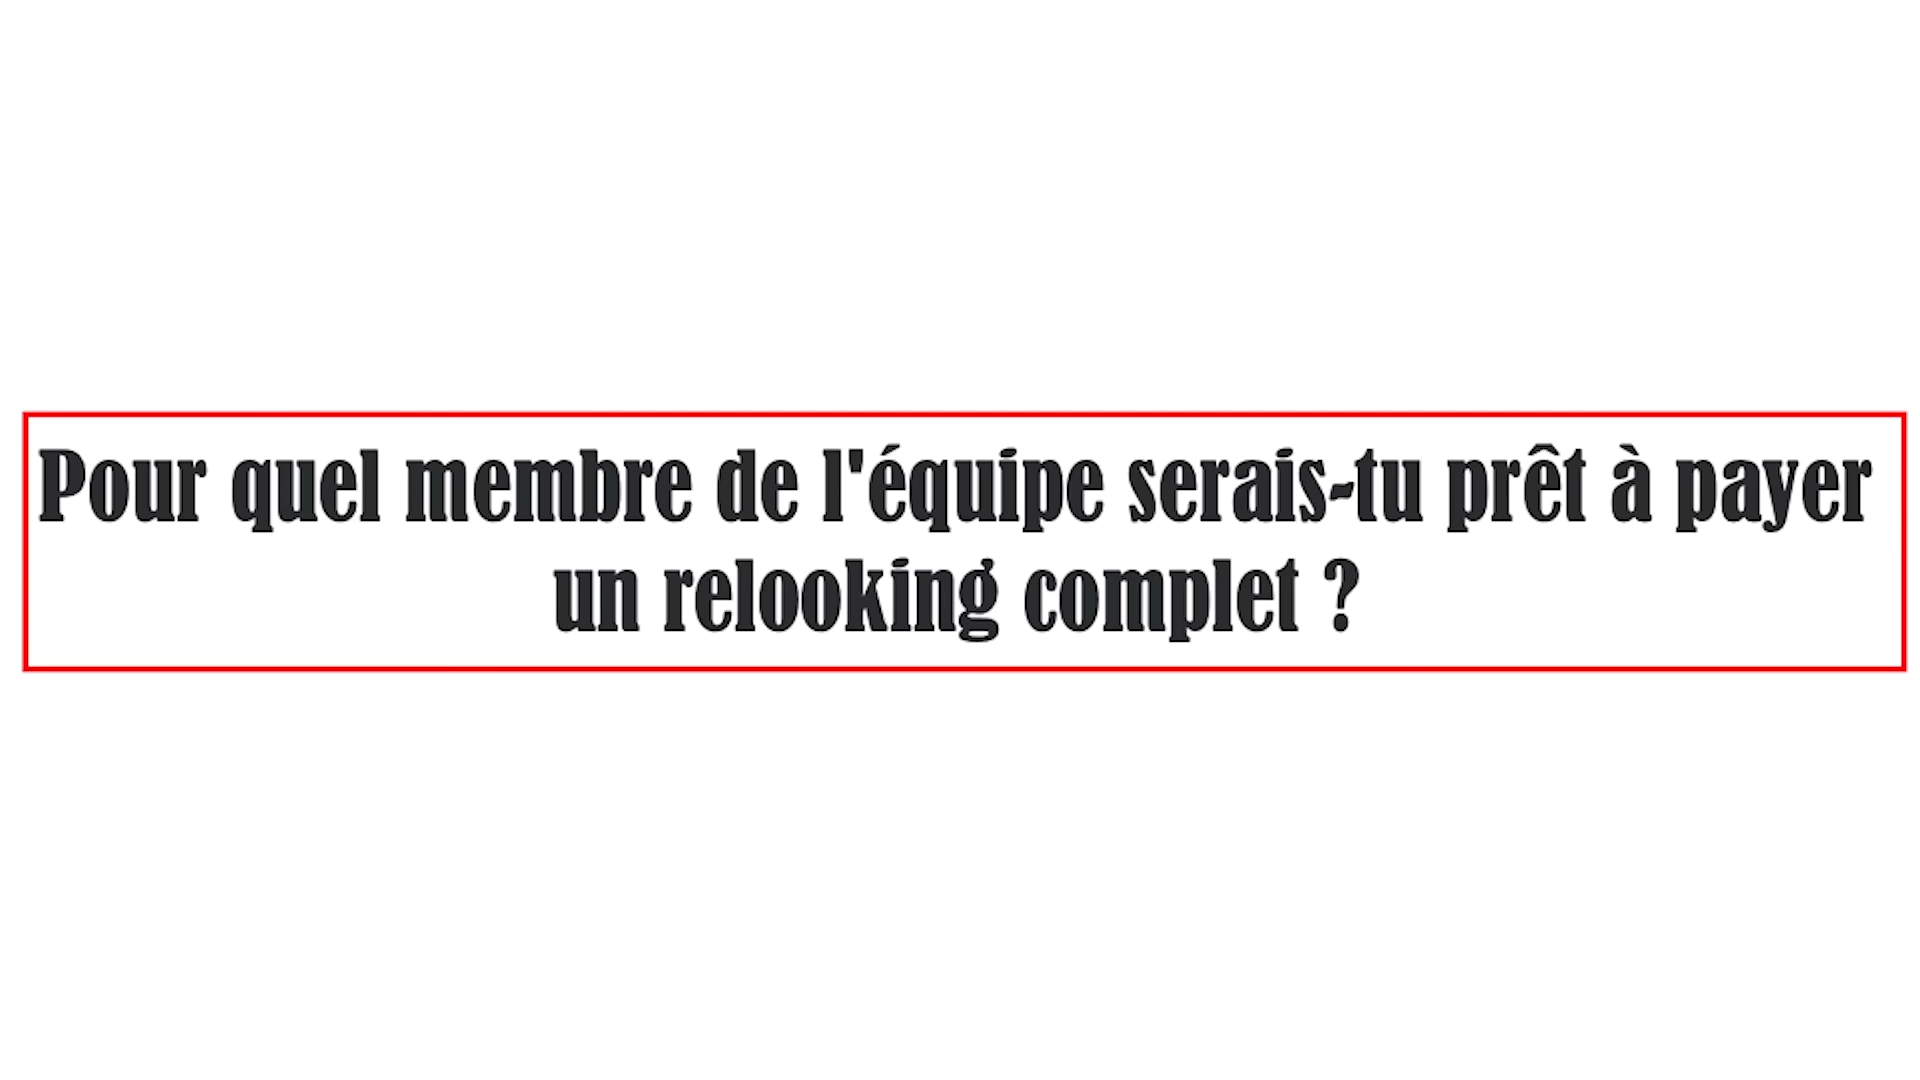 Pour quel membre de l'équipe serais-tu prêt à payer
un relooking complet ?